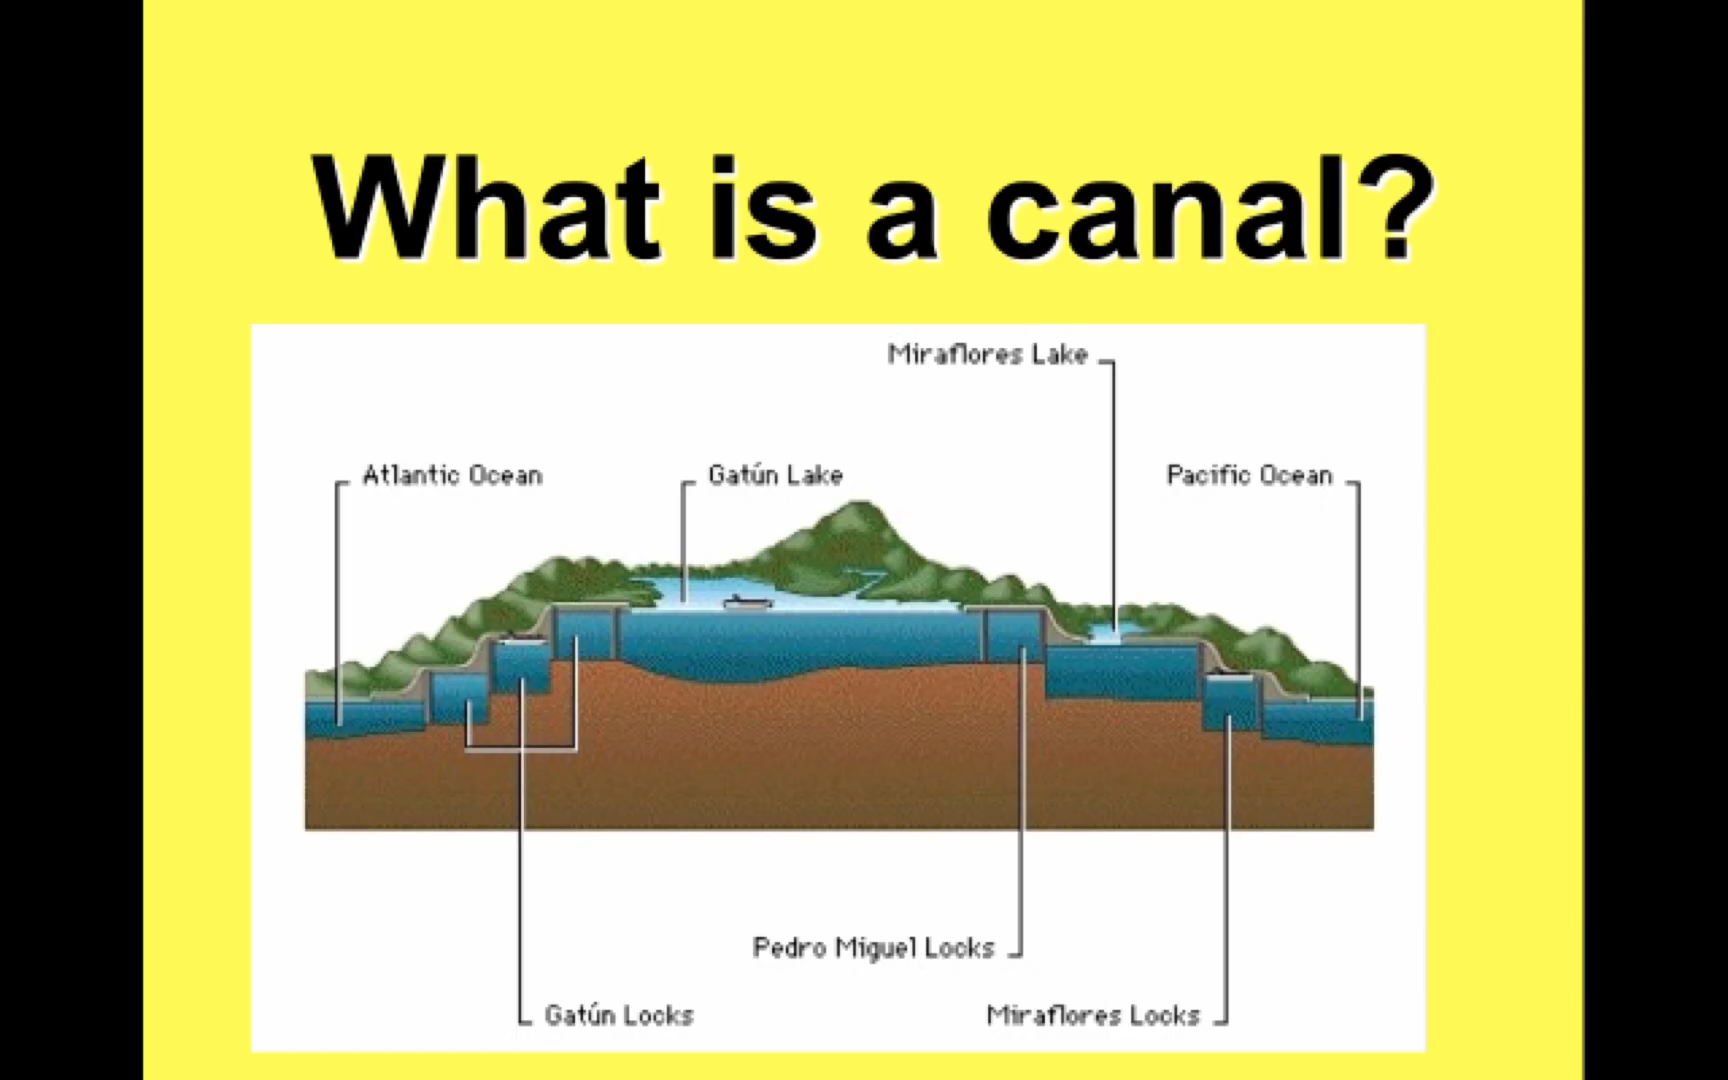 What is a canal?
Miraflores Lake
Atlantic Ocean
Gatún Lake
Pacific Ocean
Pedro Miguel Locks
Gatún Locks
Miraflores Locks